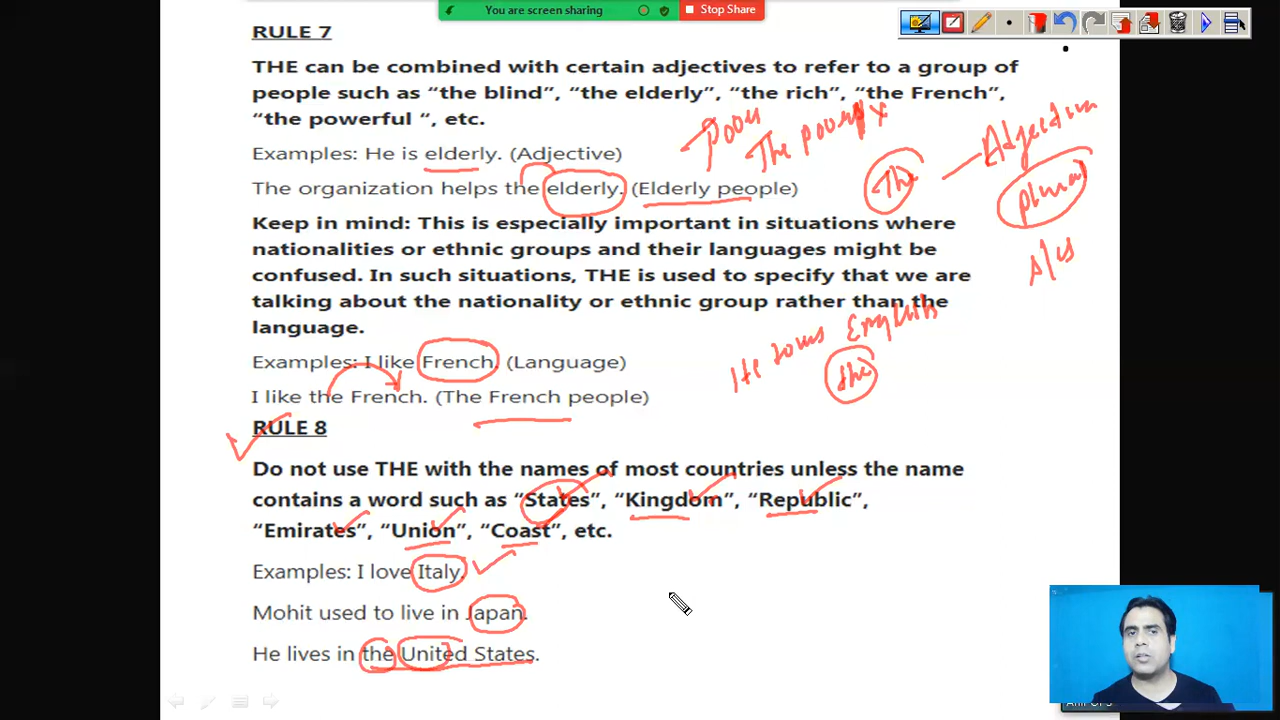 You are screen sharing
Stop Share
RULE 7
THE can be combined with certain adjectives to refer to a group of
people such as “the blind”, “the elderly”, “the rich”, “the French”,
“the powerful “, etc.
Poor
The poor
The
Adjective
plural
s/es
Examples: He is elderly. (Adjective)
The organization helps the elderly. (Elderly people)
Keep in mind: This is especially important in situations where
nationalities or ethnic groups and their languages might be
confused. In such situations, THE is used to specify that we are
talking about the nationality or ethnic group rather than the
language.
He loves English
the
Examples: I like French. (Language)
I like the French. (The French people)
RULE 8
Do not use THE with the names of most countries unless the name
contains a word such as “States”, “Kingdom”, “Republic”,
“Emirates”, “Union”, “Coast”, etc.
Examples: I love Italy.
Mohit used to live in Japan.
He lives in the United States.